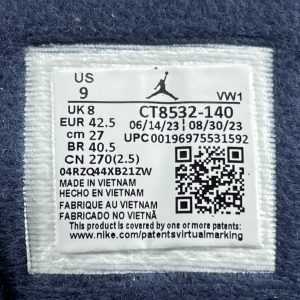 US
9
VW1
UK 8
EUR 42.5
cm 27
BR 40.5
CN 270(2.5)
CT8532-140
06/14/23 08/30/23
UPC 00196975531592
04RZQ44XB21ZW
MADE IN VIETNAM
HECHO EN VIETNAM
FABRIQUÉ AU VIETNAM
FABRICADO NO VIETNÃ
This product is covered by one or more patents
www.nike.com/patentsvirtualmarking